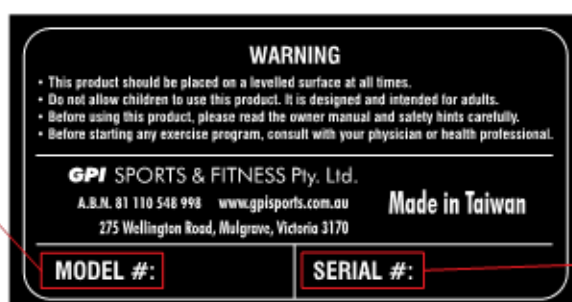 WARNING
• This product should be placed on a levelled surface at all times.
• Do not allow children to use this product. It is designed and intended for adults.
• Before using this product, please read the owner manual and safety hints carefully.
• Before starting any exercise program, consult with your physician or health professional.
GPI SPORTS & FITNESS Pty. Ltd.
A.B.N. 81 110 548 998 www.gpisports.com.au
275 Wellington Road, Mulgrave, Victoria 3170
Made in Taiwan
MODEL #:
SERIAL #: